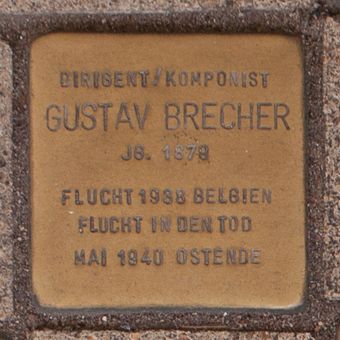 DIRIGENT/KOMPONIST
GUSTAV BRECHER
JG. 1879
FLUCHT 1938 BELGIEN
FLUCHT IN DEN TOD
MAI 1940 OSTENDE